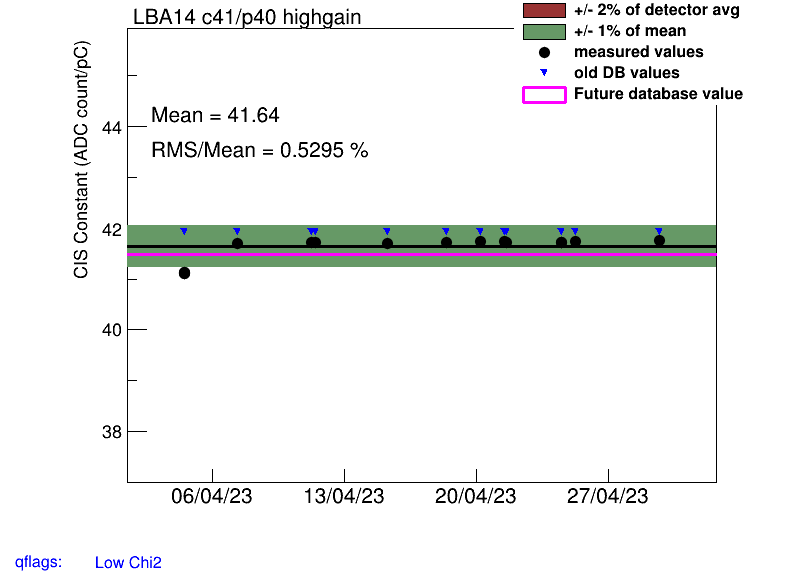 LBA14 c41/p40 highgain
+/- 2% of detector avg
+/- 1% of mean
measured values
old DB values
Future database value
CIS Constant (ADC count/pC)
Mean = 41.64
RMS/Mean = 0.5295 %
44
42
40
38
06/04/23 13/04/23 20/04/23 27/04/23
qflags: Low Chi2